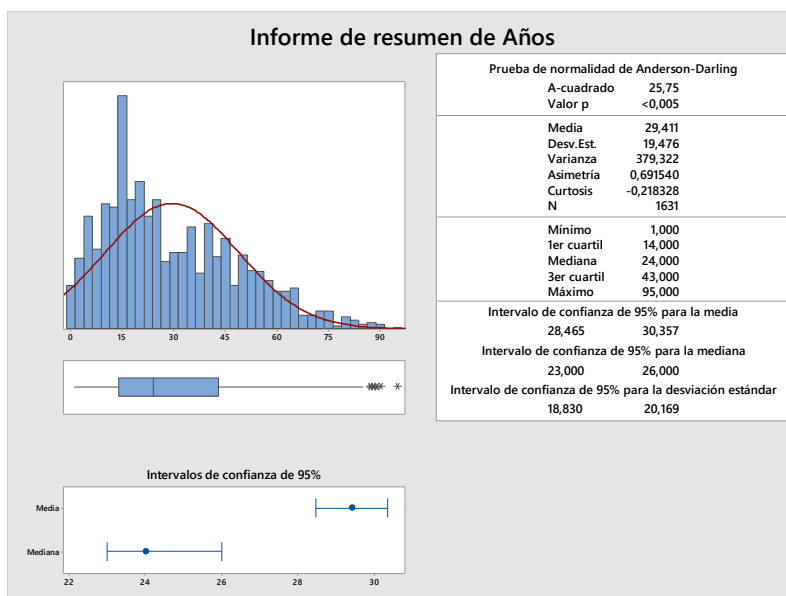 Informe de resumen de Años
Prueba de normalidad de Anderson-Darling
A-cuadrado 25,75
Valor p <0,005
Media 29,411
Desv.Est. 19,476
Varianza 379,322
Asimetría 0,691540
Curtosis -0,218328
N 1631
Mínimo 1,000
1er cuartil 14,000
Mediana 24,000
3er cuartil 43,000
Máximo 95,000
Intervalo de confianza de 95% para la media
28,465 30,357
Intervalo de confianza de 95% para la mediana
23,000 26,000
Intervalo de confianza de 95% para la desviación estándar
18,830 20,169
0 15 30 45 60 75 90
Intervalos de confianza de 95%
Media
Mediana
22 24 26 28 30